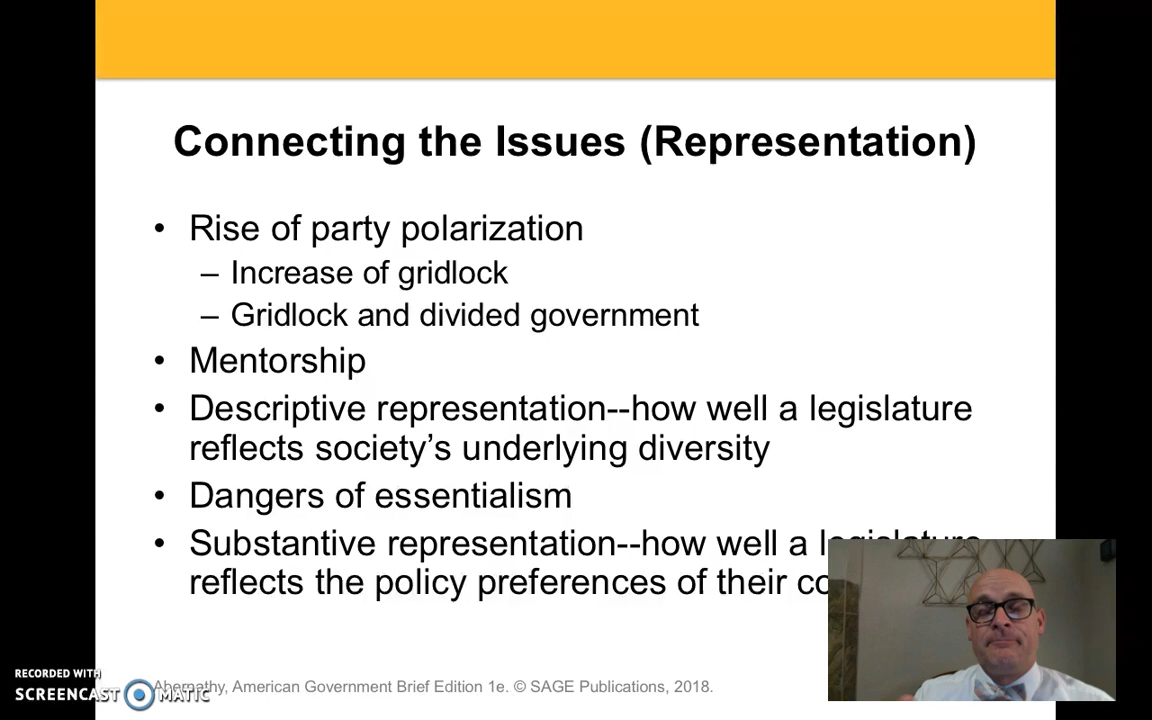 Connecting the Issues (Representation)
• Rise of party polarization
– Increase of gridlock
– Gridlock and divided government
• Mentorship
• Descriptive representation--how well a legislature
reflects society’s underlying diversity
• Dangers of essentialism
• Substantive representation--how well a legislature
reflects the policy preferences of their co
RECORDED WITH
SCREENCAST MATIC
Abernathy, American Government Brief Edition 1e. © SAGE Publications, 2018.